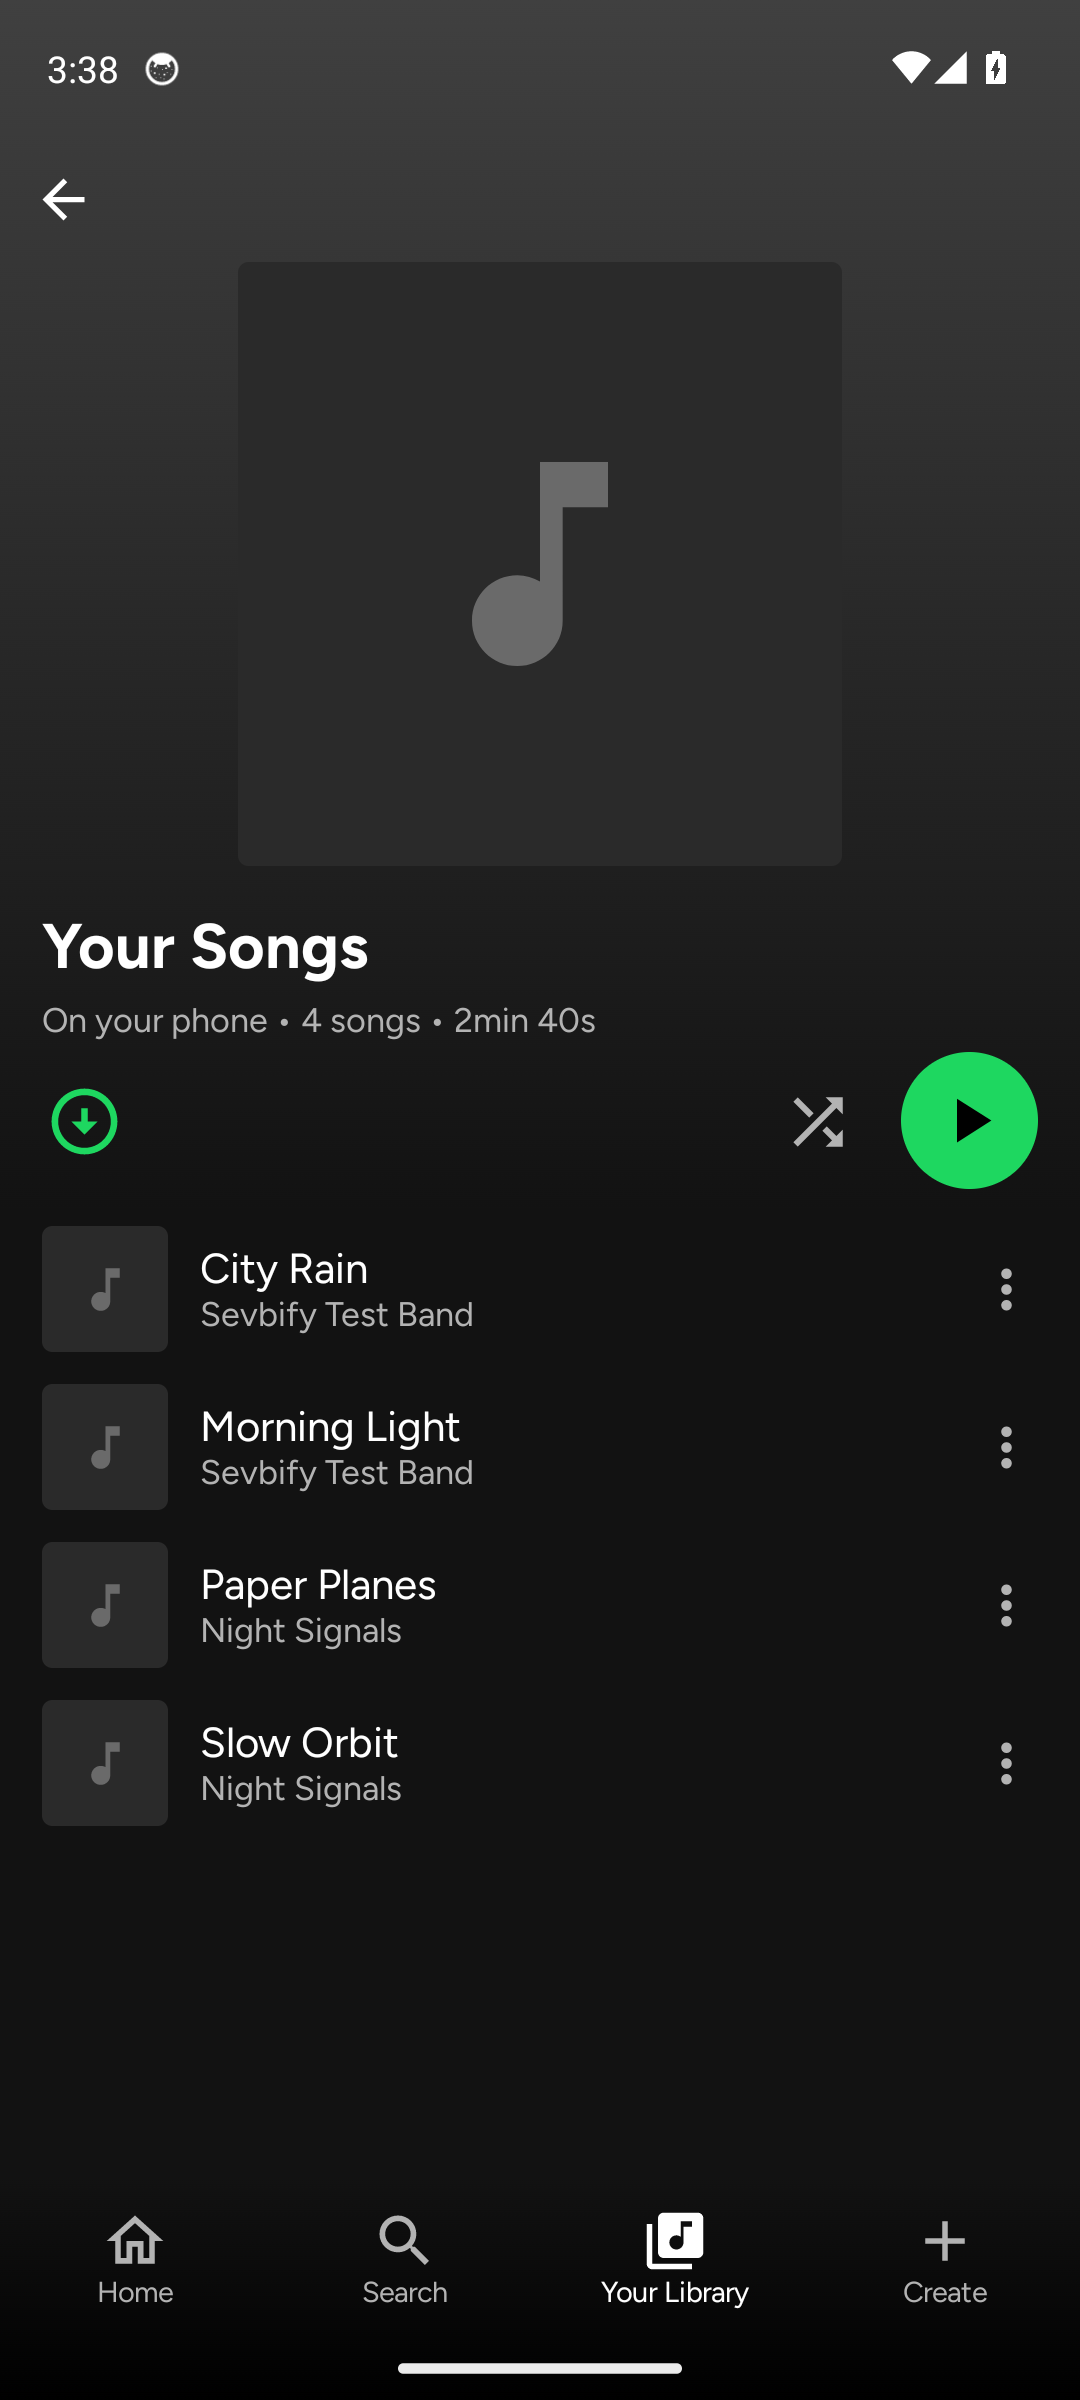 3:38
Your Songs
On your phone • 4 songs • 2min 40s
City Rain
Sevbify Test Band
Morning Light
Sevbify Test Band
Paper Planes
Night Signals
Slow Orbit
Night Signals
Home
Search
Your Library
Create